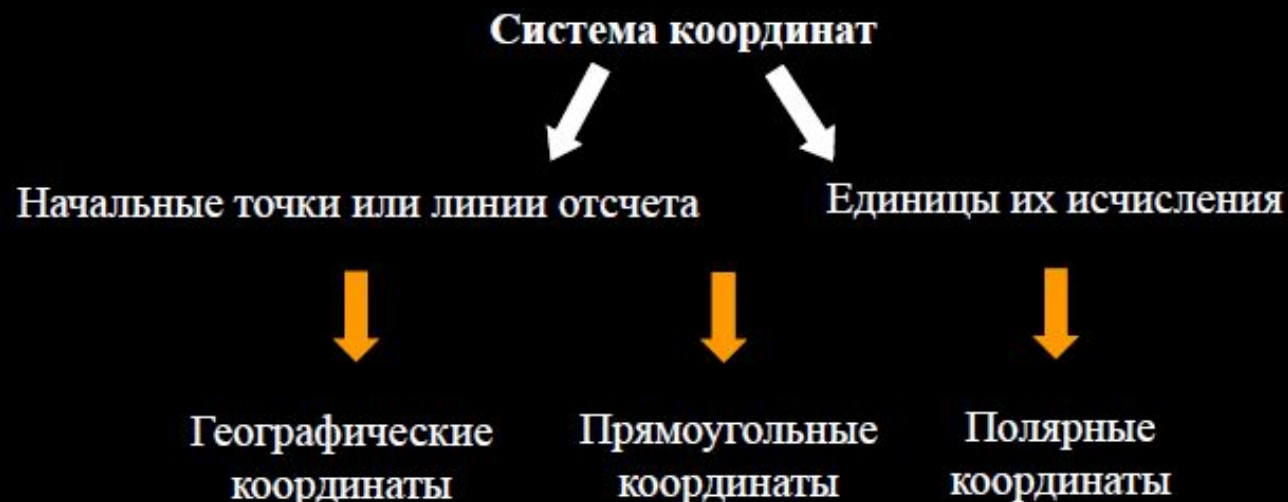 Система координат
Начальные точки или линии отсчета
Единицы их исчисления
Географические
координаты
Прямоугольные
координаты
Полярные
координаты